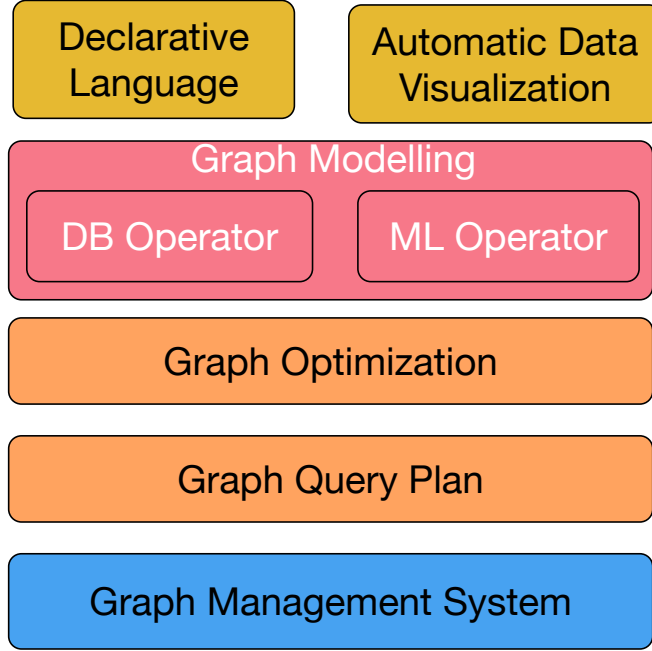 Declarative
Language
Automatic Data
Visualization
Graph Modelling
DB Operator
ML Operator
Graph Optimization
Graph Query Plan
Graph Management System